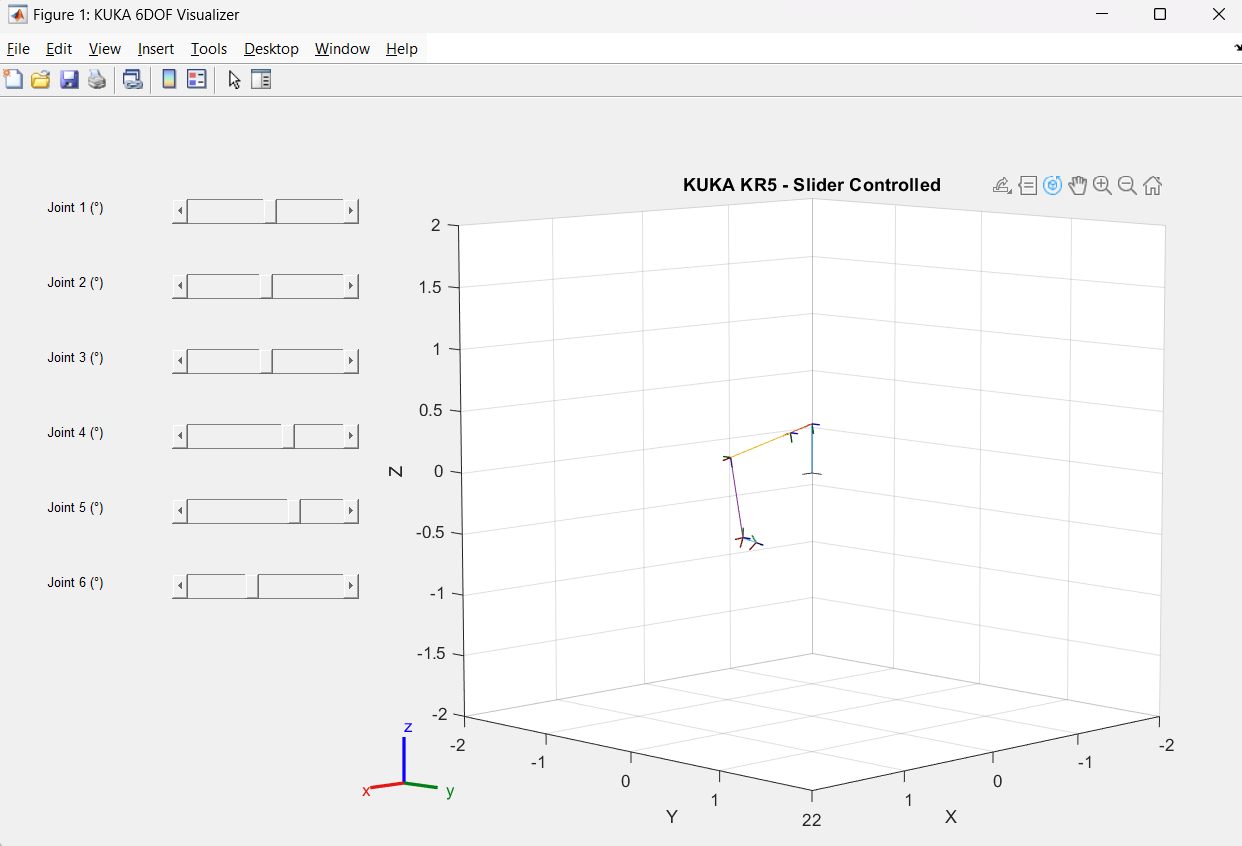 Figure 1: KUKA 6DOF Visualizer
File Edit View Insert Tools Desktop Window Help
KUKA KR5 - Slider Controlled
Joint 1 (°)
Joint 2 (°)
Joint 3 (°)
Joint 4 (°)
Joint 5 (°)
Joint 6 (°)
2
1.5
1
0.5
0
-0.5
-1
-1.5
-2
Z
-2
-1
0
1
22
1
0
-1
-2
Y
X
z
x
y